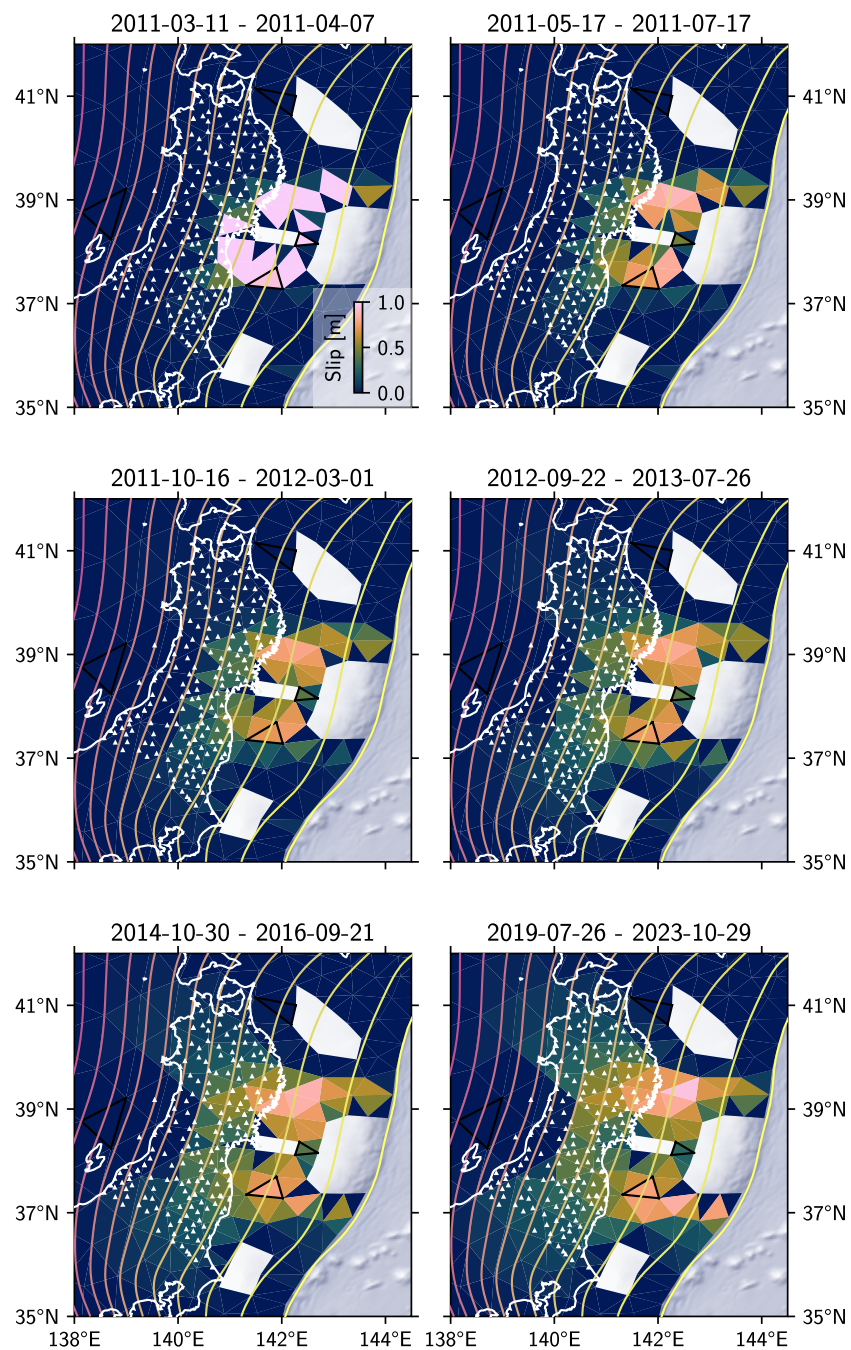 2011-03-11 - 2011-04-07
2011-05-17 - 2011-07-17
41°N
41°N
39°N
39°N
37°N
37°N
35°N
35°N
Slip [m]
1.0
0.5
0.0
2011-10-16 - 2012-03-01
2012-09-22 - 2013-07-26
41°N
41°N
39°N
39°N
37°N
37°N
35°N
35°N
2014-10-30 - 2016-09-21
2019-07-26 - 2023-10-29
41°N
41°N
39°N
39°N
37°N
37°N
35°N
35°N
138°E 140°E 142°E 144°E
138°E 140°E 142°E 144°E